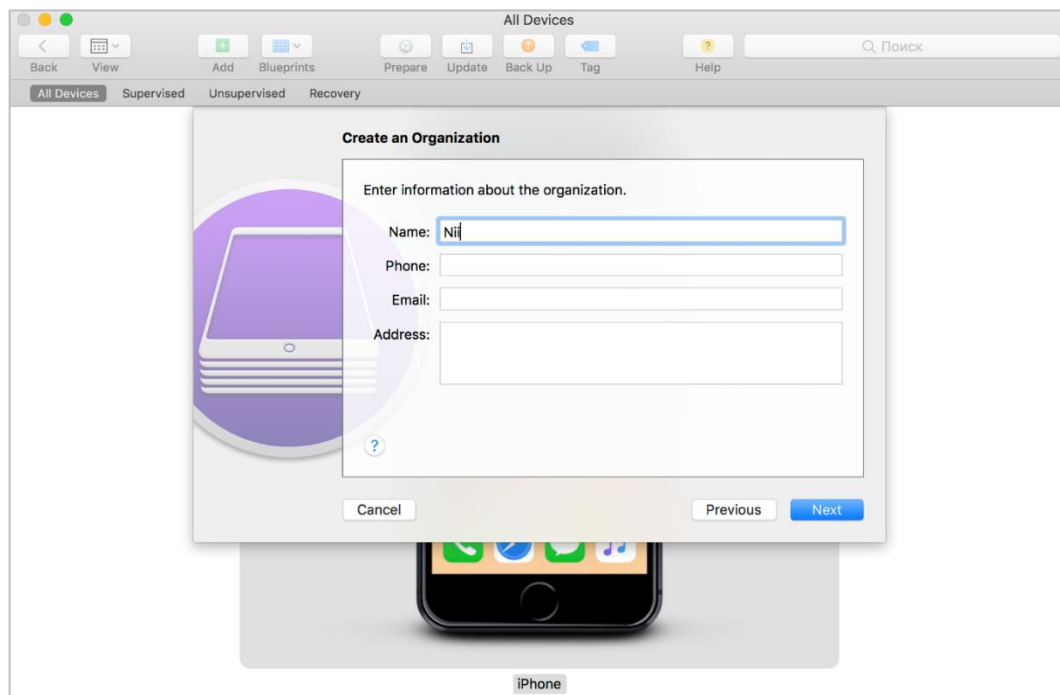 All Devices
Back View Add Blueprints Prepare Update Back Up Tag ? Help Поиск
All Devices Supervised Unsupervised Recovery
Create an Organization
Enter information about the organization.
Name: Nii
Phone:
Email:
Address:
?
Cancel Previous Next
iPhone